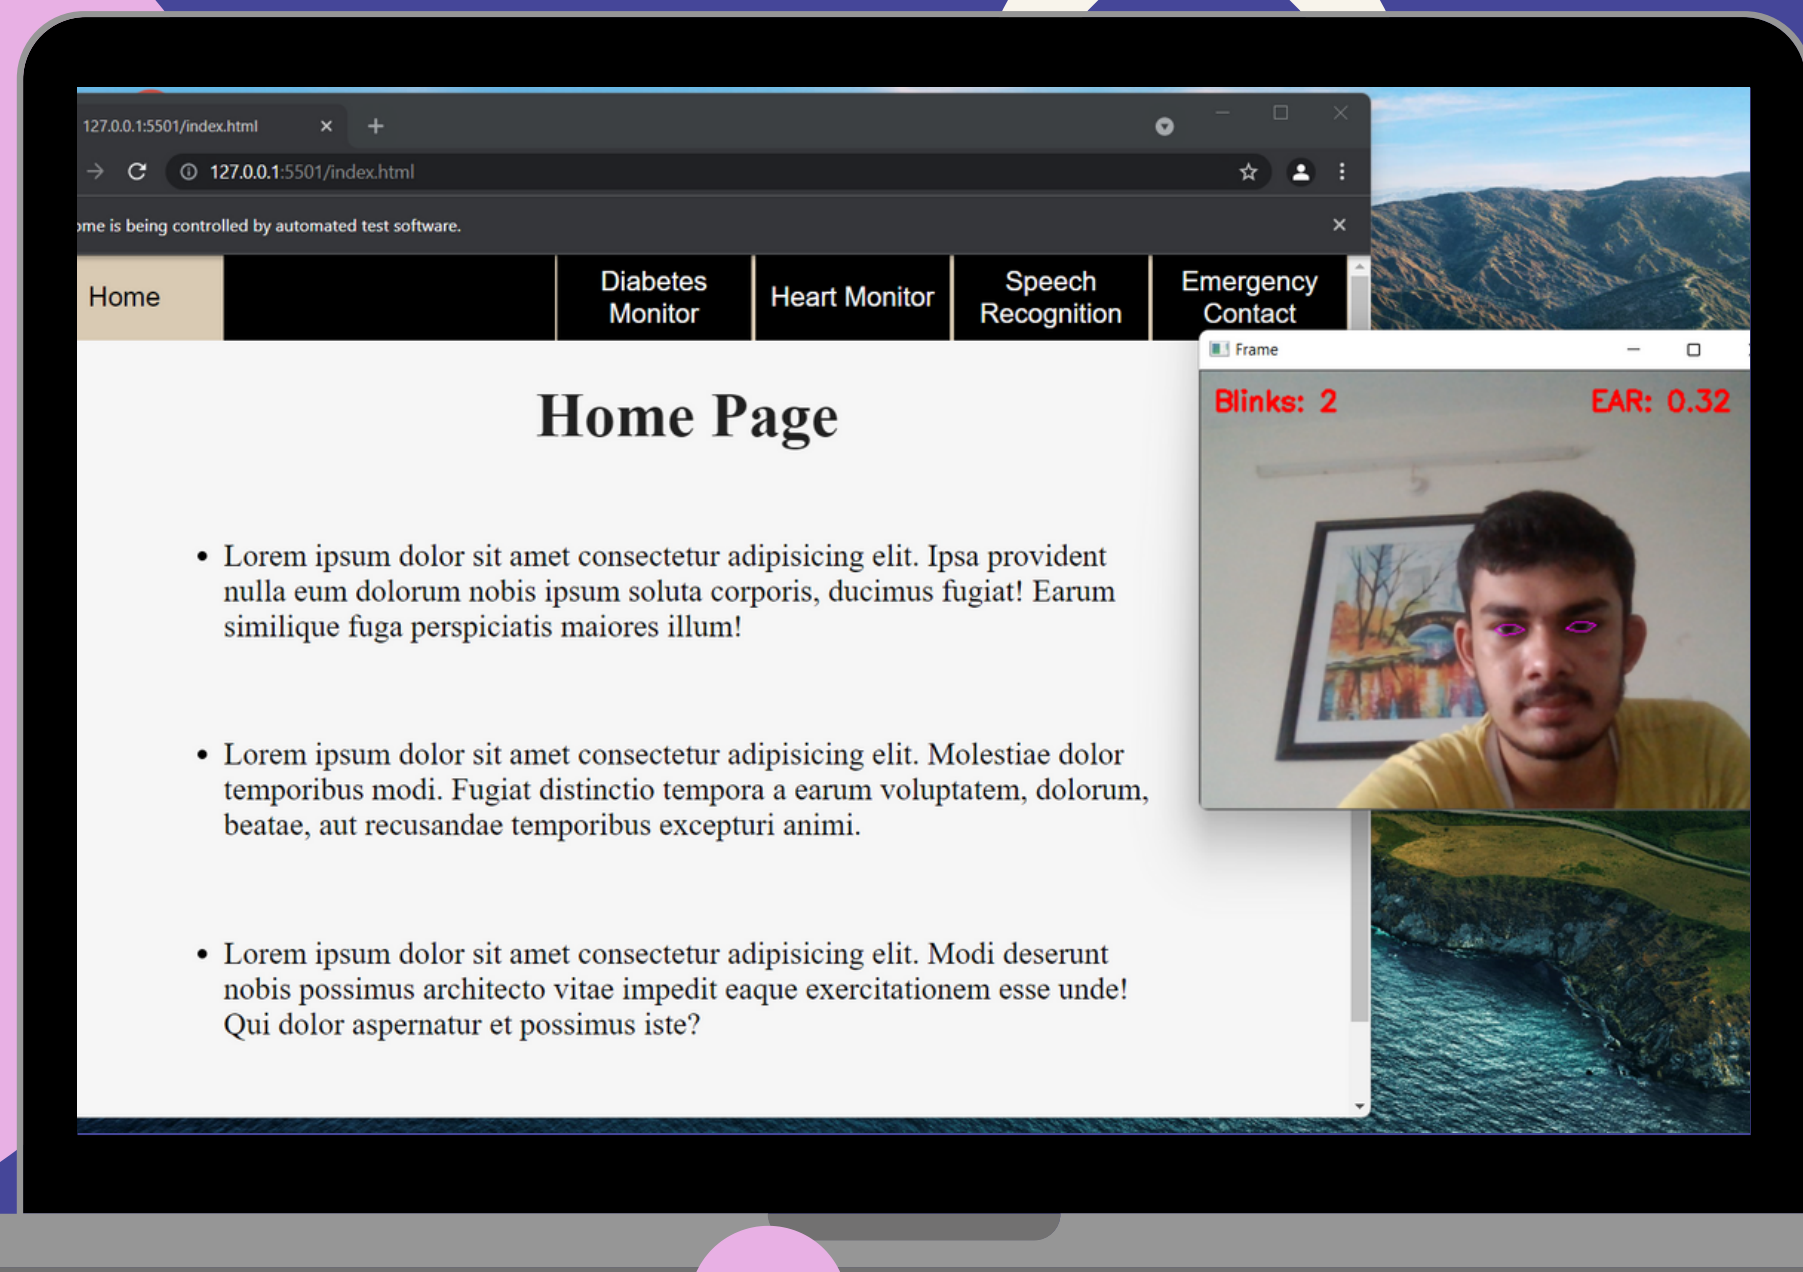 127.0.0.1:5501/index.html
127.0.0.1:5501/index.html
ome is being controlled by automated test software.
Home
Diabetes
Monitor
Heart Monitor
Speech
Recognition
Emergency
Contact
Frame
Blinks: 2
EAR: 0.32
Home Page
Lorem ipsum dolor sit amet consectetur adipisicing elit. Ipsa provident
nulla eum dolorum nobis ipsum soluta corporis, ducimus fugiat! Earum
similique fuga perspiciatis maiores illum!
Lorem ipsum dolor sit amet consectetur adipisicing elit. Molestiae dolor
temporibus modi. Fugiat distinctio tempora a earum voluptatem, dolorum,
beatae, aut recusandae temporibus excepturi animi.
Lorem ipsum dolor sit amet consectetur adipisicing elit. Modi deserunt
nobis possimus architecto vitae impedit eaque exercitationem esse unde!
Qui dolor aspernatur et possimus iste?